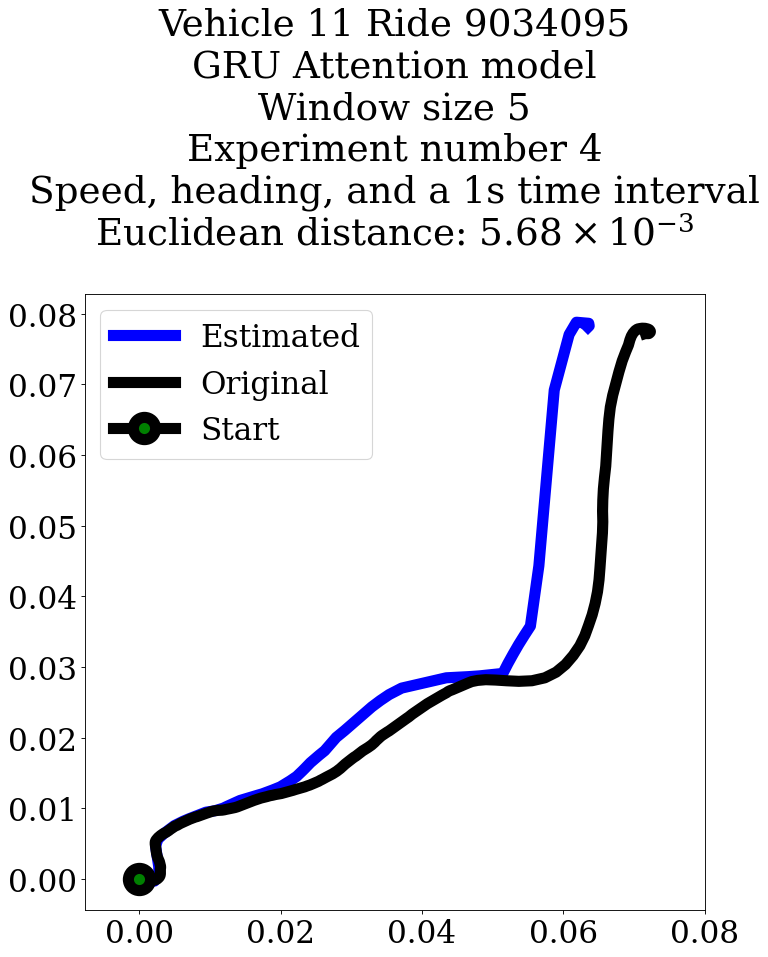 Vehicle 11 Ride 9034095
GRU Attention model
Window size 5
Experiment number 4
Speed, heading, and a 1s time interval
Euclidean distance: 5.68 × 10⁻³
Estimated
Original
Start
0.08
0.07
0.06
0.05
0.04
0.03
0.02
0.01
0.00
0.00 0.02 0.04 0.06 0.08